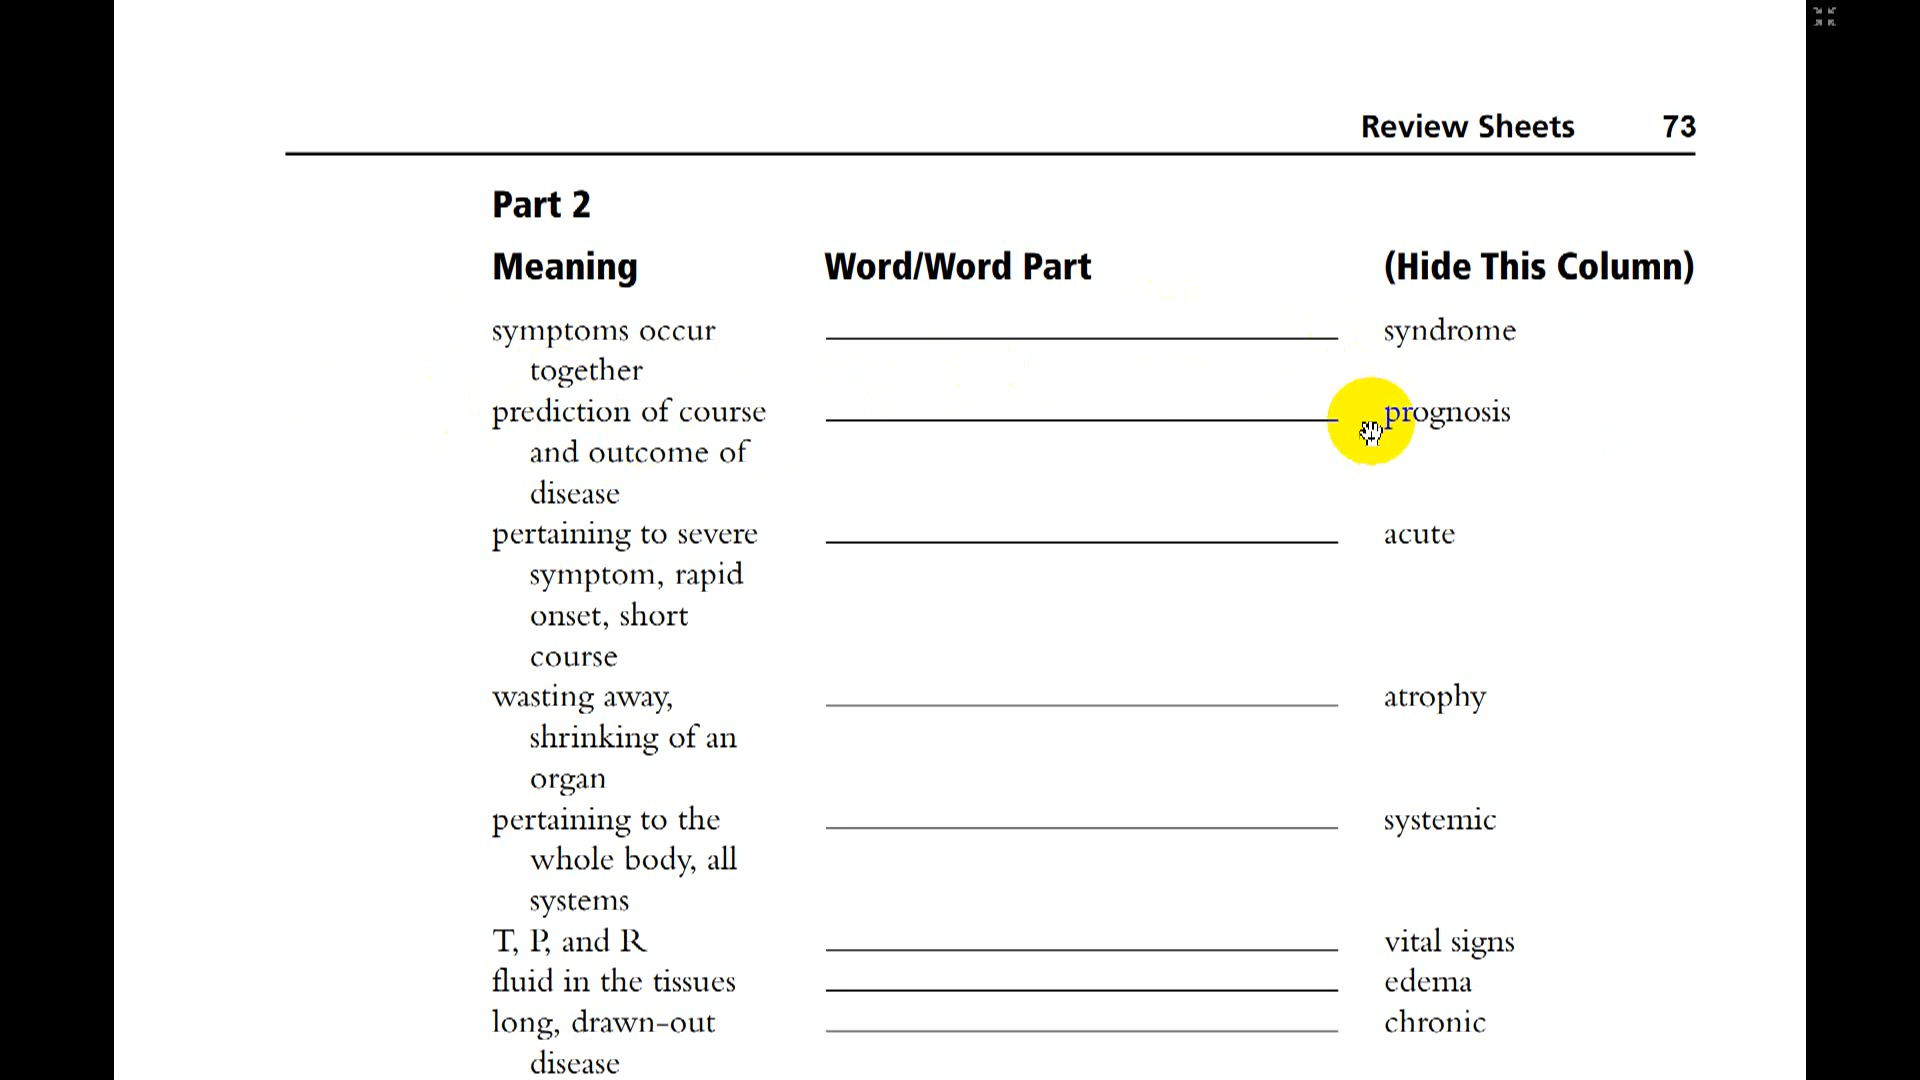 Review Sheets 73
Part 2
Meaning Word/Word Part (Hide This Column)
symptoms occur syndrome
together
prediction of course prognosis
and outcome of
disease
pertaining to severe acute
symptom, rapid
onset, short
course
wasting away, atrophy
shrinking of an
organ
pertaining to the systemic
whole body, all
systems
T, P, and R vital signs
fluid in the tissues edema
long, drawn-out chronic
disease